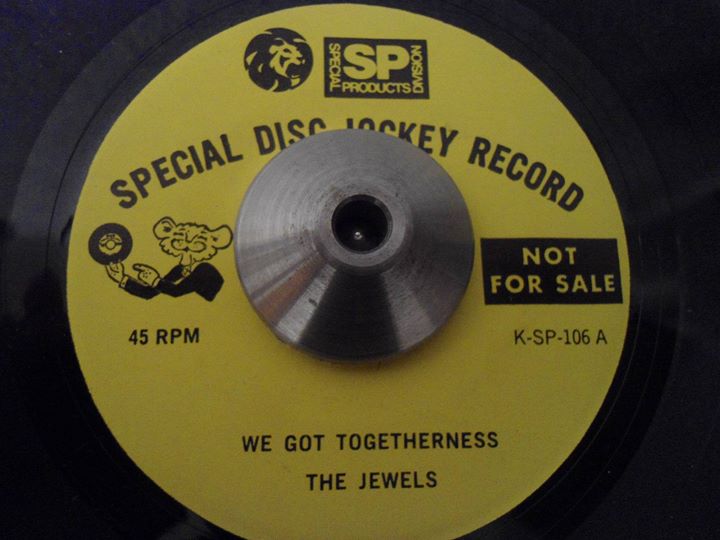 SPECIAL SP DIVISION
PRODUCTS
SPECIAL DISC JOCKEY RECORD
NOT
FOR SALE
45 RPM
K-SP-106 A
WE GOT TOGETHERNESS
THE JEWELS